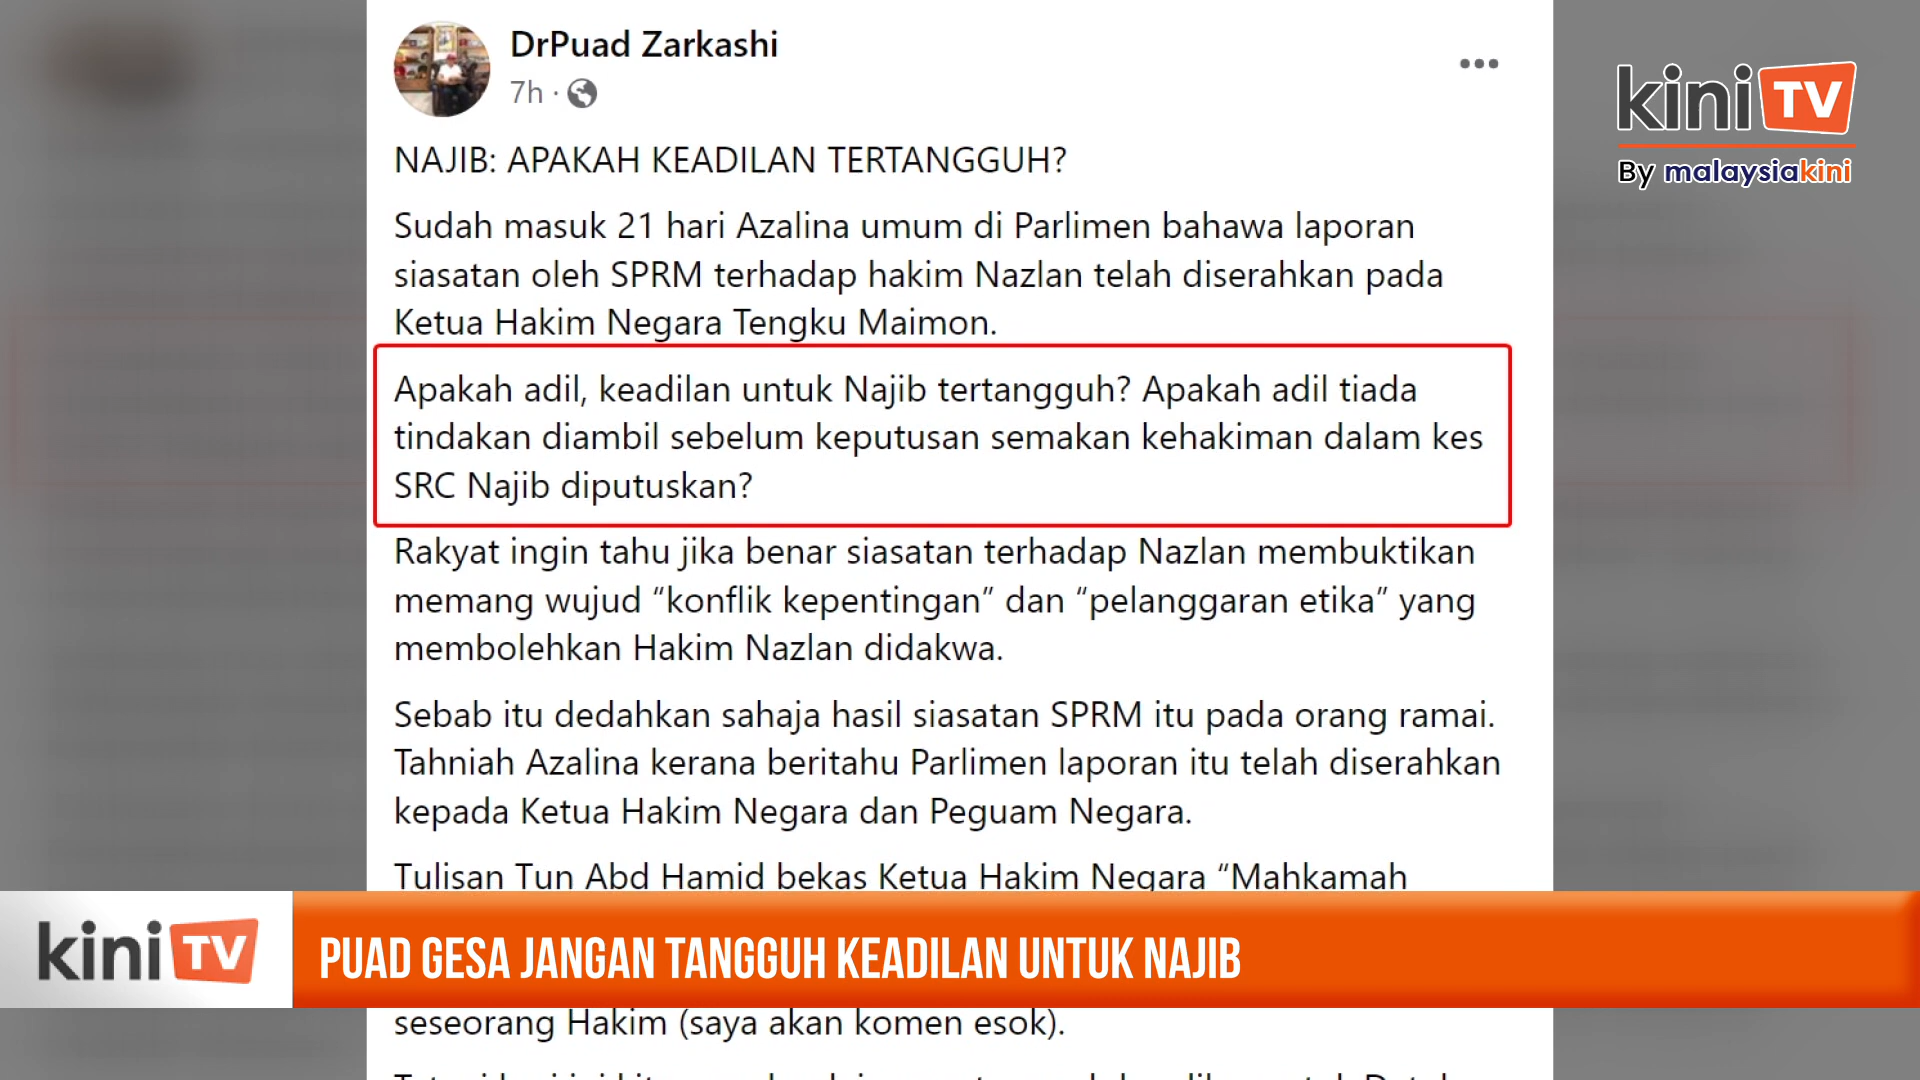 DrPuad Zarkashi
7h ·
NAJIB: APAKAH KEADILAN TERTANGGUH?
Sudah masuk 21 hari Azalina umum di Parlimen bahawa laporan
siasatan oleh SPRM terhadap hakim Nazlan telah diserahkan pada
Ketua Hakim Negara Tengku Maimon.
Apakah adil, keadilan untuk Najib tertangguh? Apakah adil tiada
tindakan diambil sebelum keputusan semakan kehakiman dalam kes
SRC Najib diputuskan?
Rakyat ingin tahu jika benar siasatan terhadap Nazlan membuktikan
memang wujud “konflik kepentingan” dan “pelanggaran etika” yang
membolehkan Hakim Nazlan didakwa.
Sebab itu dedahkan sahaja hasil siasatan SPRM itu pada orang ramai.
Tahniah Azalina kerana beritahu Parlimen laporan itu telah diserahkan
kepada Ketua Hakim Negara dan Peguam Negara.
Tulisan Tun Abd Hamid bekas Ketua Hakim Negara “Mahkamah
seseorang Hakim (saya akan komen esok).
kini TV
By malaysiakini
kini TV
PUAD GESA JANGAN TANGGUH KEADILAN UNTUK NAJIB